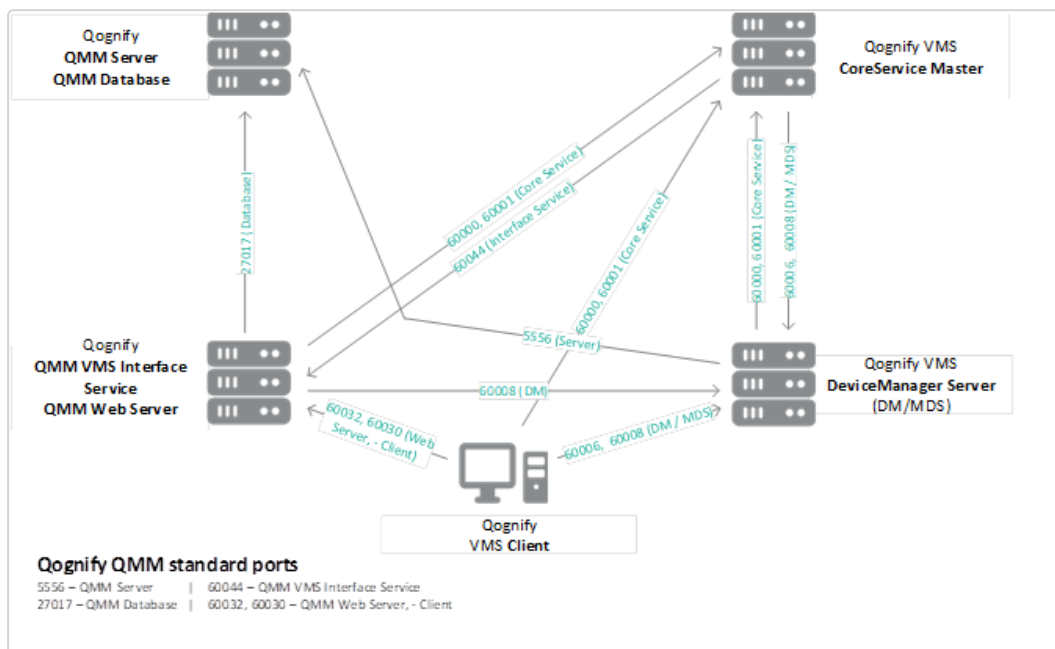 Qognify
QMM Server
QMM Database
Qognify VMS
CoreService Master
27017 (Database)
60000, 60001 (Core Service)
60044 (Interface Service)
60000, 60001 (Core Service)
60000, 60001 (Core Service)
60006,  60008 (DM / MDS)
5556 (Server)
Qognify
QMM VMS Interface
Service
QMM Web Server
60008 (DM)
Qognify VMS
DeviceManager Server
(DM/MDS)
60032, 60030 (Web
Server, - Client)
60006,  60008 (DM / MDS)
Qognify
VMS Client
Qognify QMM standard ports
5556 – QMM Server | 60044 – QMM VMS Interface Service
27017 – QMM Database | 60032, 60030 – QMM Web Server, - Client